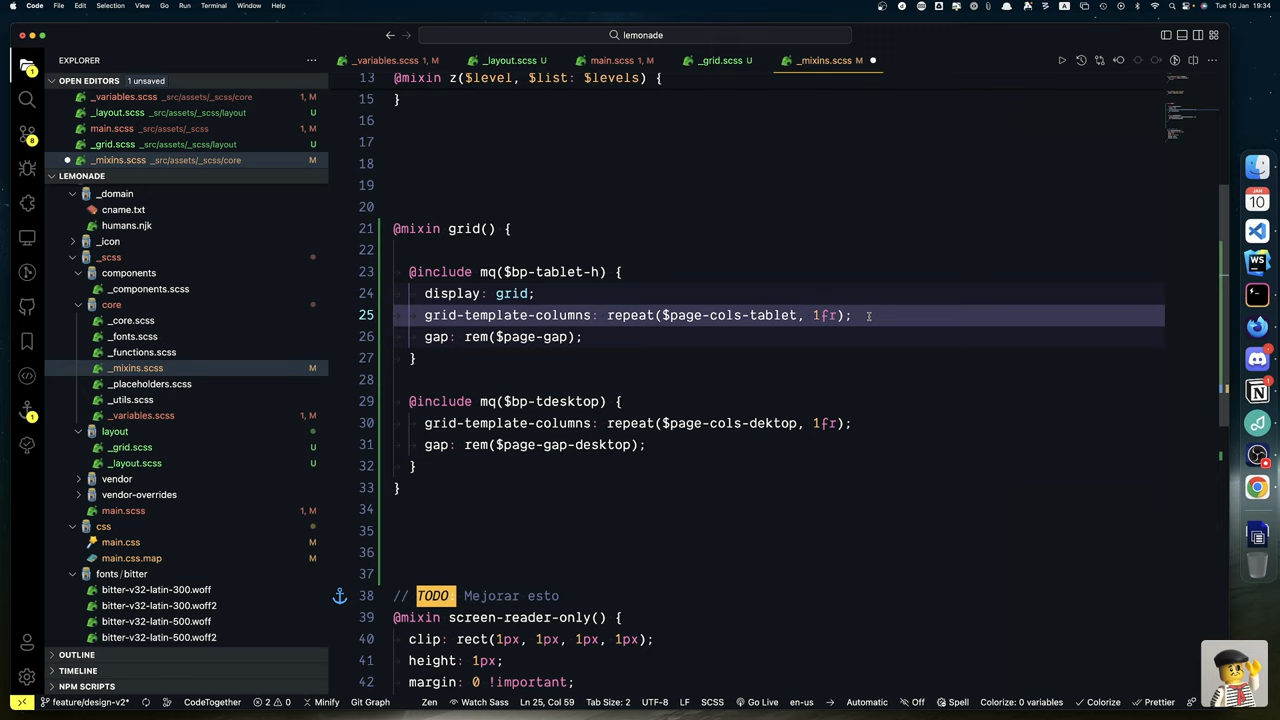 Code File Edit Selection View Go Run Terminal Window Help
Tue 10 Jan 19:34
lemonade
EXPLORER
_variables.scss 1, M
_layout.scss U
main.scss 1, M
_grid.scss U
_mixins.scss M
OPEN EDITORS 1 unsaved
_variables.scss _src/assets/_scss/core 1, M
_layout.scss _src/assets/_scss/layout U
main.scss _src/assets/_scss 1, M
_grid.scss _src/assets/_scss/layout U
_mixins.scss _src/assets/_scss/core M
LEMONADE
_domain
cname.txt
humans.njk
_icon
_scss
components
_components.scss
core
_core.scss
_fonts.scss
_functions.scss
_mixins.scss M
_placeholders.scss
_utils.scss
_variables.scss 1, M
layout
_grid.scss U
_layout.scss U
vendor
vendor-overrides
main.scss 1, M
css
main.css M
main.css.map M
fonts/bitter
bitter-v32-latin-300.woff
bitter-v32-latin-300.woff2
bitter-v32-latin-500.woff
bitter-v32-latin-500.woff2
OUTLINE
TIMELINE
NPM SCRIPTS
13 @mixin z($level, $list: $levels) {
15 }
16
17
18
19
20
21 @mixin grid() {
22
23 @include mq($bp-tablet-h) {
24 display: grid;
25 grid-template-columns: repeat($page-cols-tablet, 1fr);
26 gap: rem($page-gap);
27 }
28
29 @include mq($bp-tdesktop) {
30 grid-template-columns: repeat($page-cols-dektop, 1fr);
31 gap: rem($page-gap-desktop);
32 }
33 }
34
35
36
37
38 // TODO: Mejorar esto
39 @mixin screen-reader-only() {
40 clip: rect(1px, 1px, 1px, 1px);
41 height: 1px;
42 margin: 0 !important;
feature/design-v2* CodeTogether 2 0 Minify Git Graph Watch Sass Ln 25, Col 59 Tab Size: 2 UTF-8 LF SCSS Go Live en-us Automatic Off Spell Colorize: 0 variables Colorize Prettier